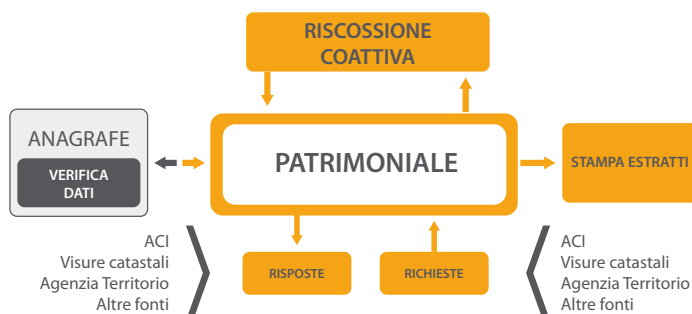 RISCOSSIONE
COATTIVA
ANAGRAFE
VERIFICA
DATI
PATRIMONIALE
STAMPA ESTRATTI
ACI
Visure catastali
Agenzia Territorio
Altre fonti
RISPOSTE
RICHIESTE
ACI
Visure catastali
Agenzia Territorio
Altre fonti